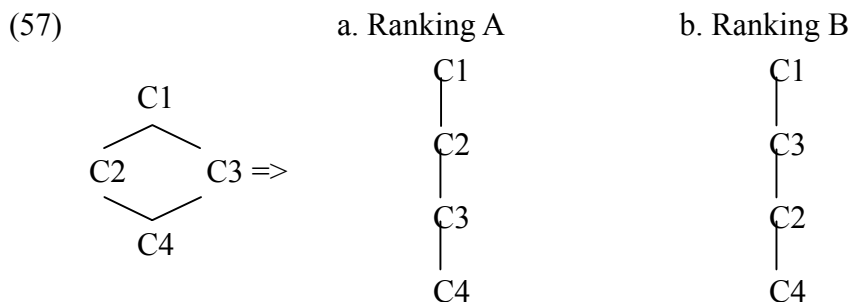 (57) a. Ranking A b. Ranking B
C1 C1
C1
C2 C3
C2 C3 =>
C3 C2
C4
C4 C4